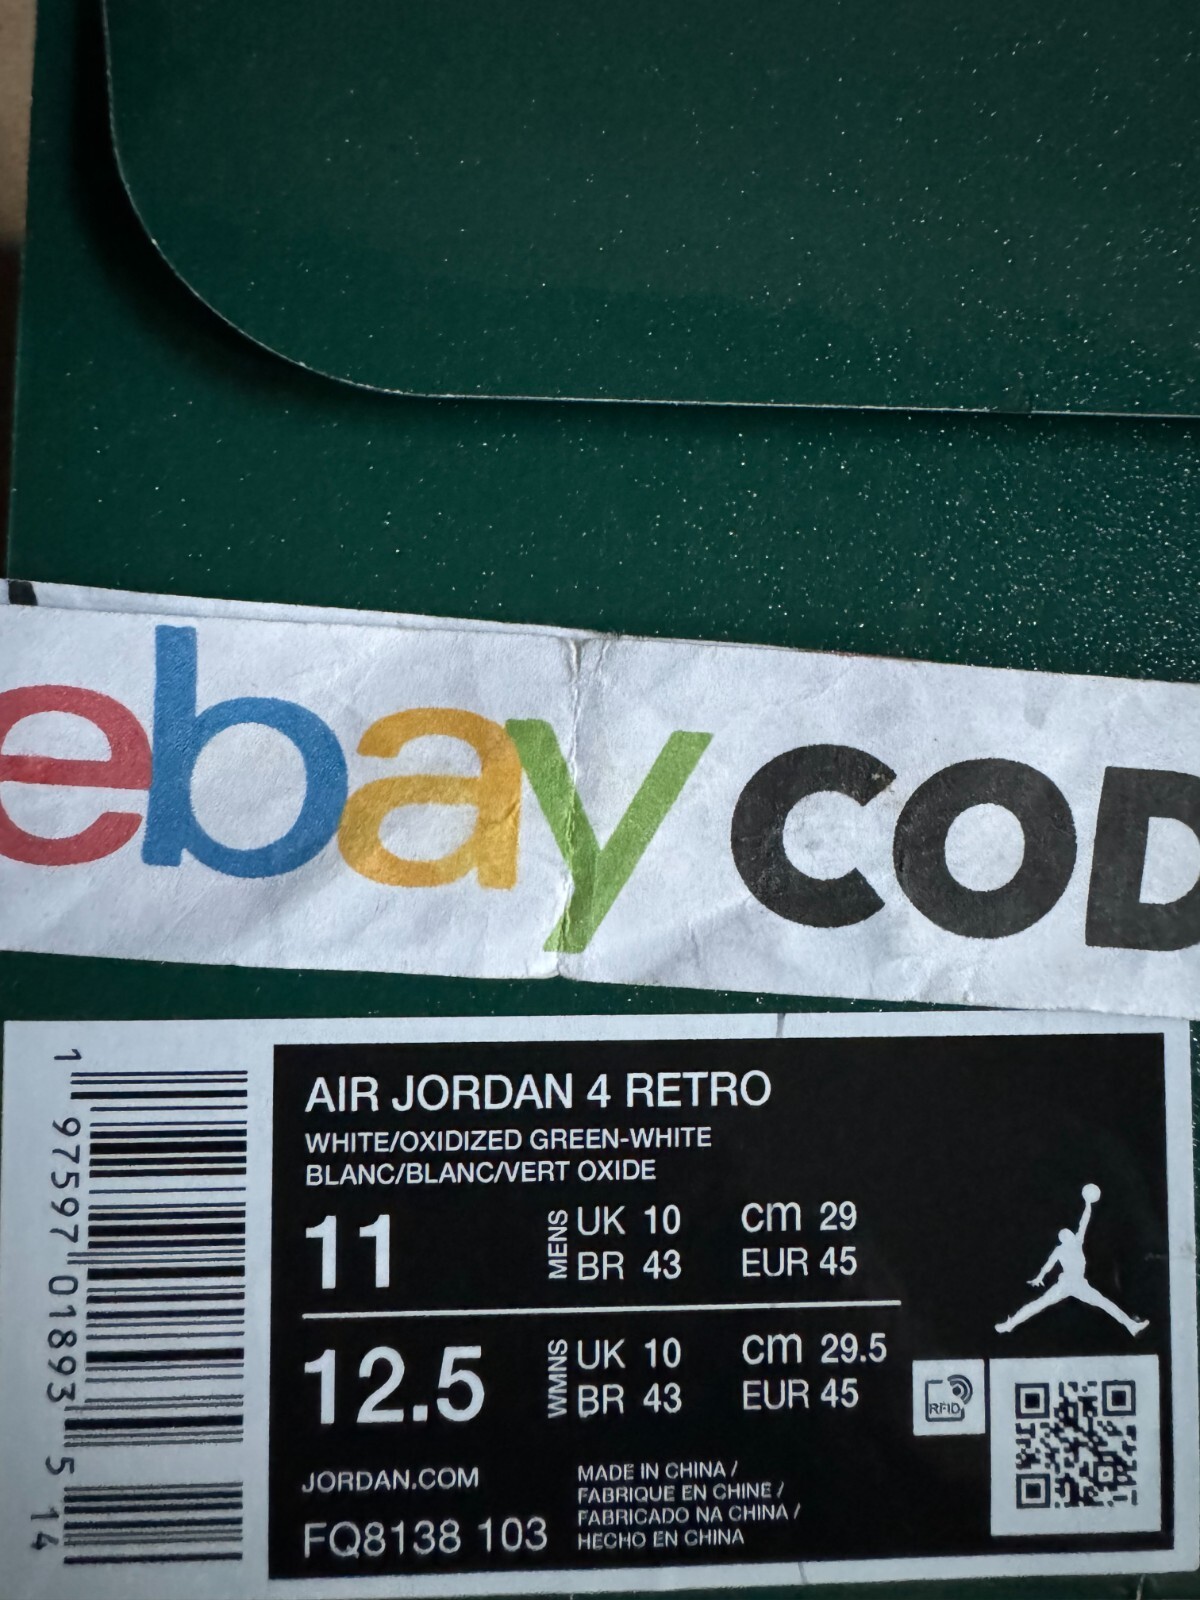 ebay COD
AIR JORDAN 4 RETRO
WHITE/OXIDIZED GREEN-WHITE
BLANC/BLANC/VERT OXIDE
11
MENS
UK 10
BR 43
cm 29
EUR 45
12.5
WMNS
UK 10
BR 43
cm 29.5
EUR 45
RFID
JORDAN.COM
FQ8138 103
MADE IN CHINA /
FABRIQUE EN CHINE /
FABRICADO NA CHINA /
HECHO EN CHINA
1 97597 01893 5 14